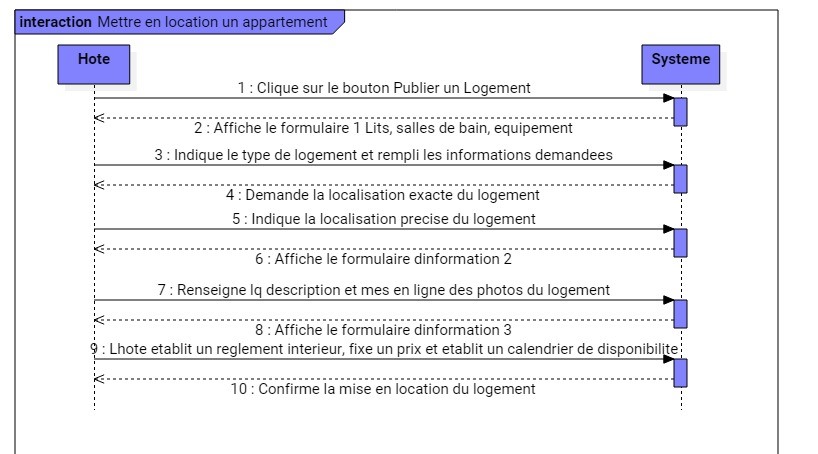 interaction Mettre en location un appartement
Hote
Systeme
1 : Clique sur le bouton Publier un Logement
2 : Affiche le formulaire 1 Lits, salles de bain, equipement
3 : Indique le type de logement et rempli les informations demandees
4 : Demande la localisation exacte du logement
5 : Indique la localisation precise du logement
6 : Affiche le formulaire dinformation 2
7 : Renseigne lq description et mes en ligne des photos du logement
8 : Affiche le formulaire dinformation 3
9 : Lhote etablit un reglement interieur, fixe un prix et etablit un calendrier de disponibilite
10 : Confirme la mise en location du logement